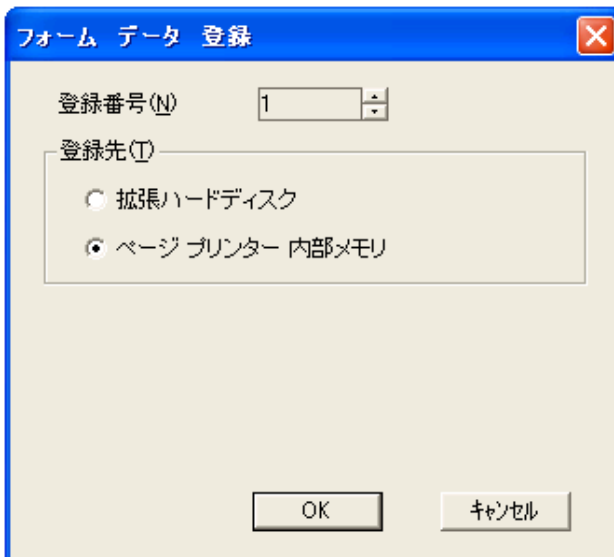 フォーム データ 登録
登録番号(N) 1
登録先(T)
拡張ハードディスク
ページ プリンター 内部メモリ
OK キャンセル